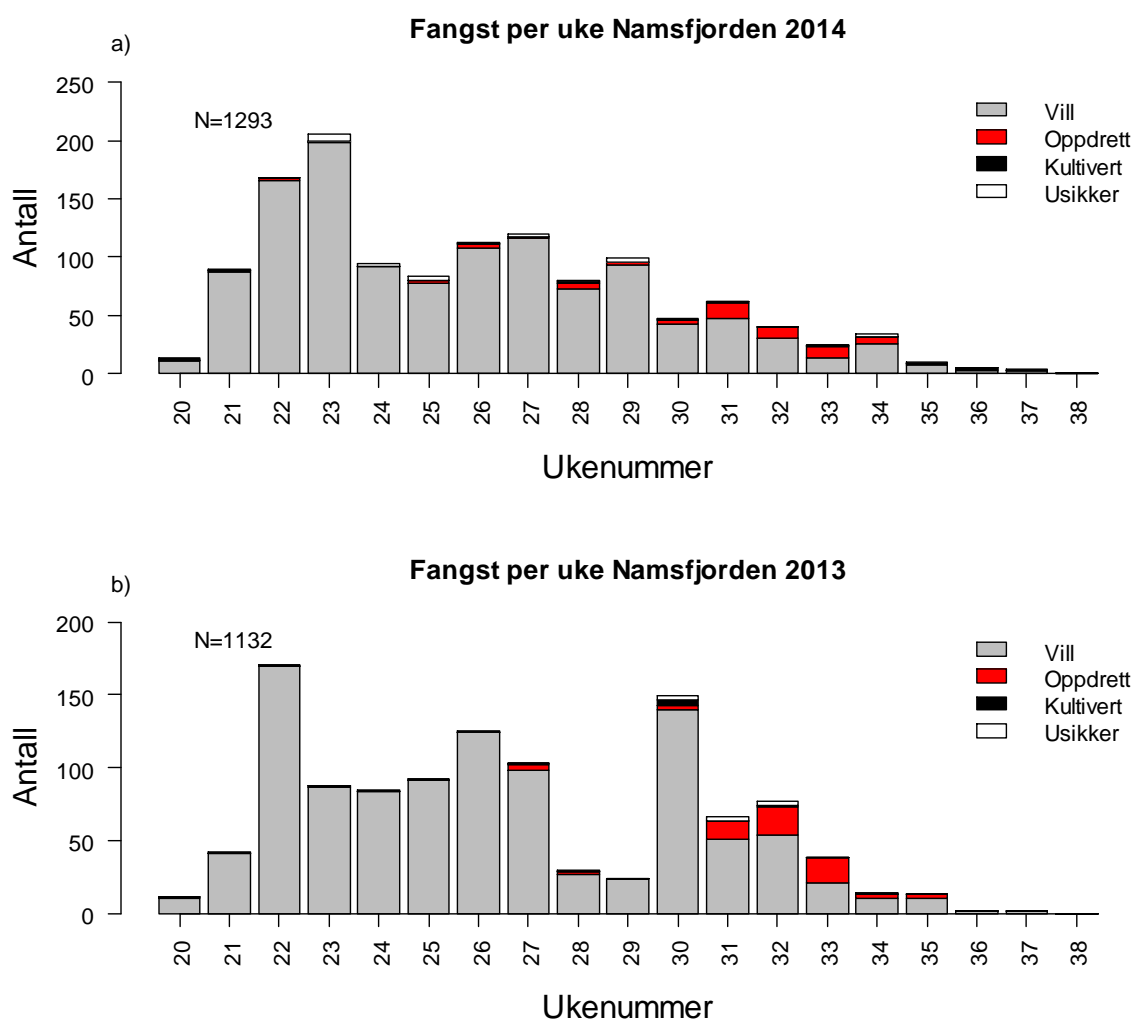 Fangst per uke Namsfjorden 2014
a)
250
200
150
100
50
0
Antall
N=1293
Vill
Oppdrett
Kultivert
Usikker
20 21 22 23 24 25 26 27 28 29 30 31 32 33 34 35 36 37 38
Ukenummer
Fangst per uke Namsfjorden 2013
b)
200
150
100
50
0
Antall
N=1132
Vill
Oppdrett
Kultivert
Usikker
20 21 22 23 24 25 26 27 28 29 30 31 32 33 34 35 36 37 38
Ukenummer